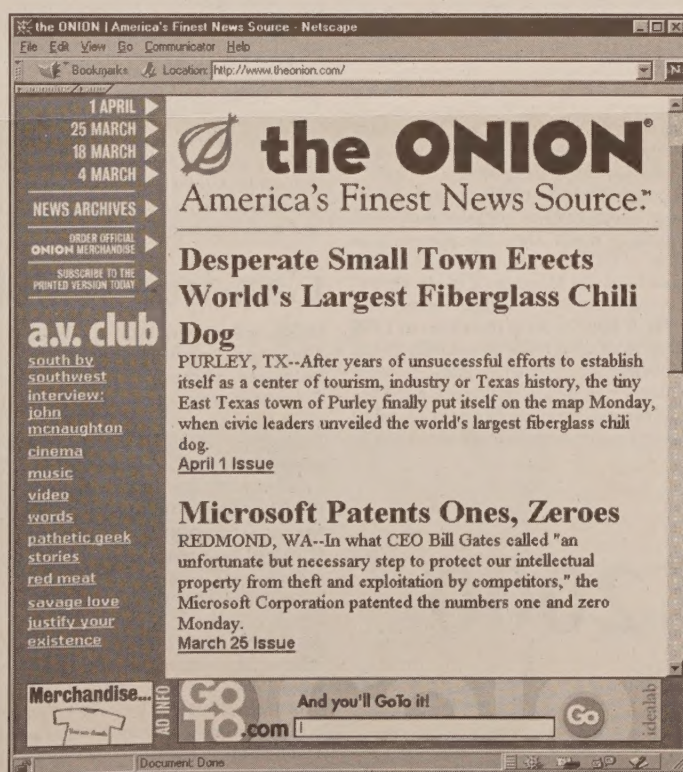 the ONION | America's Finest News Source - Netscape
File Edit View Go Communicator Help
Bookmarks Location: http://www.theonion.com/
N
1 APRIL
25 MARCH
18 MARCH
4 MARCH
NEWS ARCHIVES
ORDER OFFICIAL
ONION MERCHANDISE
SUBSCRIBE TO THE
PRINTED VERSION TODAY
a.v. club
south by
southwest
interview:
john
mcnaughton
cinema
music
video
words
pathetic geek
stories
red meat
savage love
justify your
existence
the ONION®
America's Finest News Source.™
Desperate Small Town Erects
World's Largest Fiberglass Chili
Dog
PURLEY, TX--After years of unsuccessful efforts to establish
itself as a center of tourism, industry or Texas history, the tiny
East Texas town of Purley finally put itself on the map Monday,
when civic leaders unveiled the world's largest fiberglass chili
dog.
April 1 Issue
Microsoft Patents Ones, Zeroes
REDMOND, WA--In what CEO Bill Gates called "an
unfortunate but necessary step to protect our intellectual
property from theft and exploitation by competitors," the
Microsoft Corporation patented the numbers one and zero
Monday.
March 25 Issue
Merchandise...
AD INFO
GO
TO.com
And you'll GoTo it!
Go
idealab
Document: Done